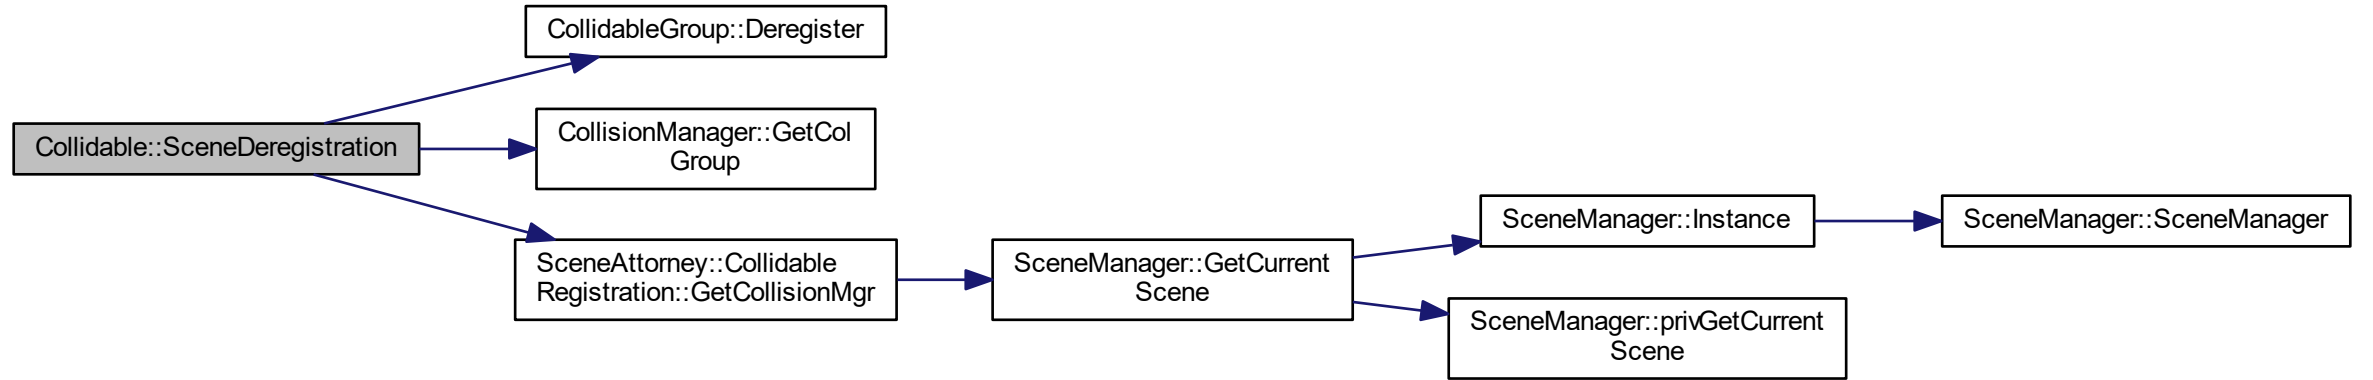 CollidableGroup::Deregister
Collidable::SceneDeregistration
CollisionManager::GetCol
Group
SceneAttorney::Collidable
Registration::GetCollisionMgr
SceneManager::GetCurrent
Scene
SceneManager::Instance
SceneManager::SceneManager
SceneManager::privGetCurrent
Scene